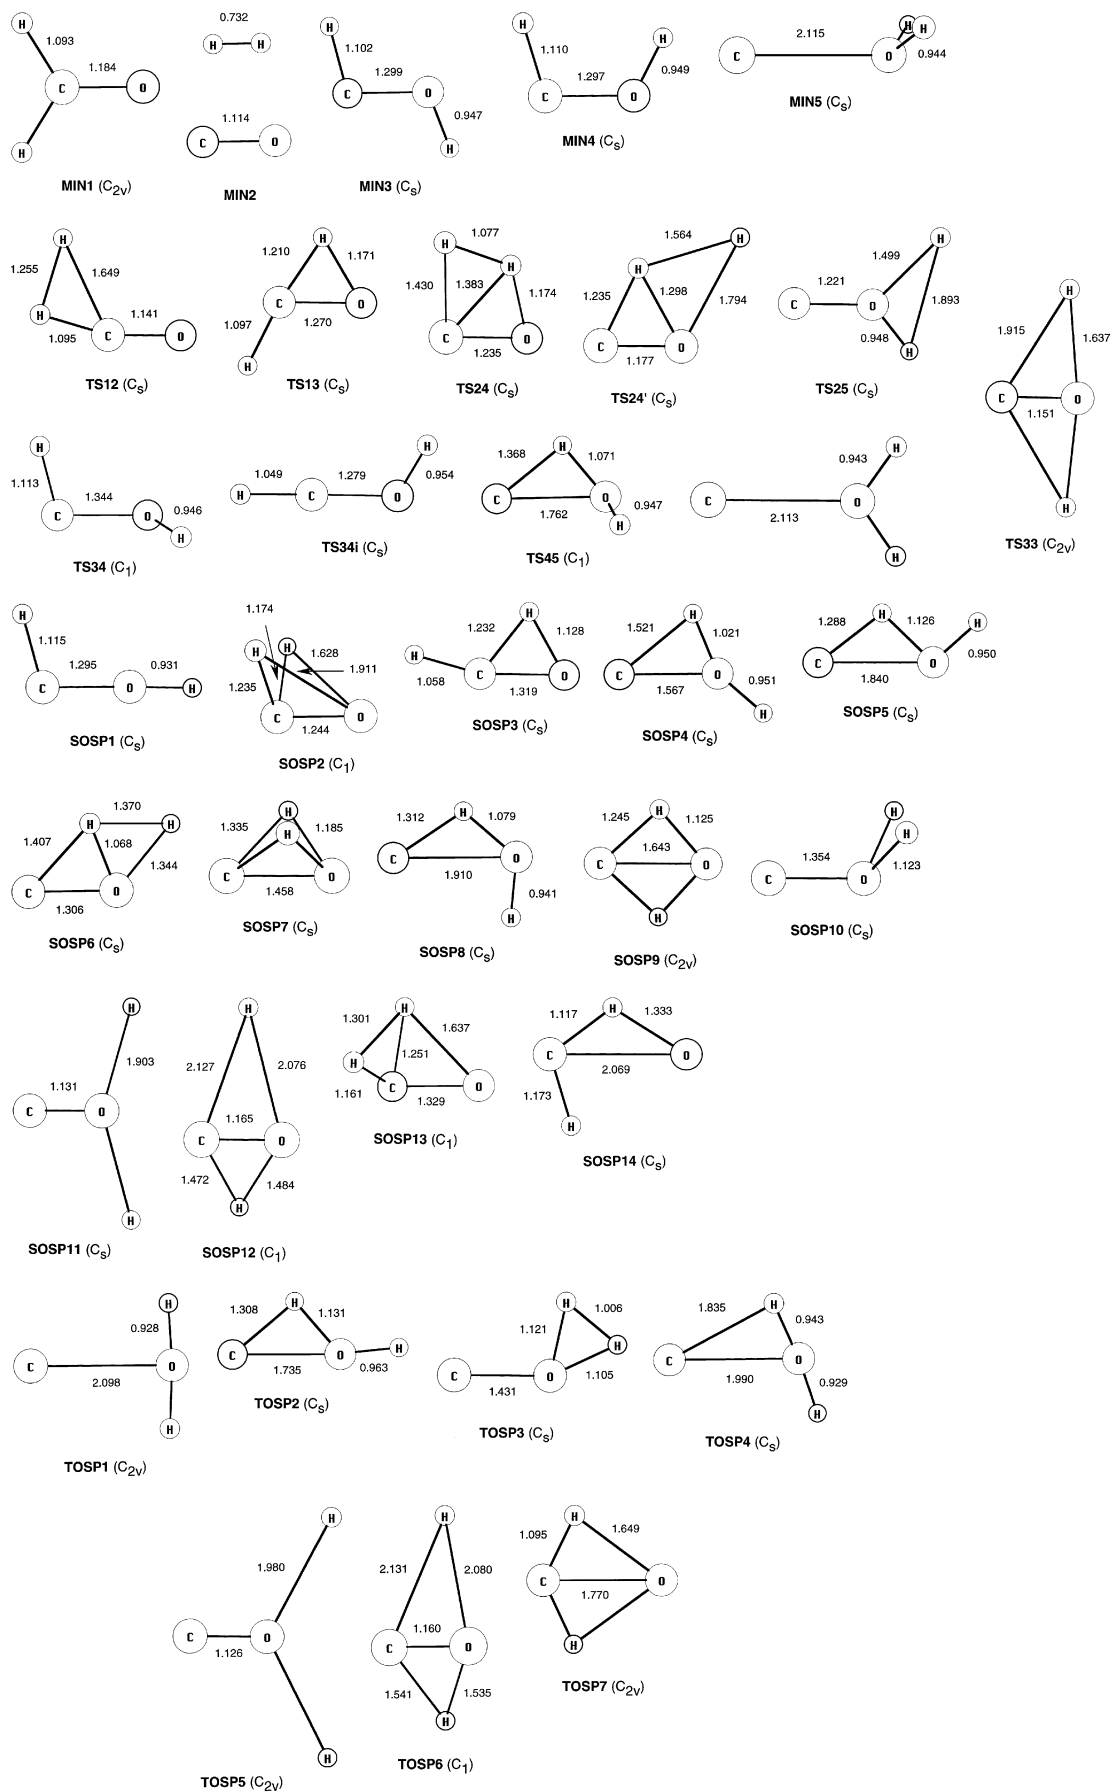 H
1.093
1.184
C
O
H
MIN1 (C2v)
0.732
H H
1.114
C O
MIN2
H
1.102
1.299
C O
0.947
H
MIN3 (Cs)
H
1.110
H
1.297
0.949
C O
MIN4 (Cs)
2.115
H H
C O
0.944
MIN5 (Cs)
H
1.255
1.649
H
1.141
1.095
C O
TS12 (Cs)
H
1.210
1.171
C O
1.097
1.270
H
TS13 (Cs)
1.077
H
H
1.430
1.383
1.174
C O
1.235
TS24 (Cs)
1.564
H
H
1.235
1.298
1.794
C O
1.177
TS24' (Cs)
H
1.499
1.221
C O
1.893
0.948
H
TS25 (Cs)
H
1.915
1.637
C O
1.151
H
TS33 (C2v)
H
1.113
1.344
C O
0.946
H
TS34 (C1)
H
1.049
1.279
0.954
H C O
TS34i (Cs)
H
1.368
1.071
C O
0.947
1.762
H
TS45 (C1)
H
0.943
C O
2.113
H
H
1.115
1.295
0.931
C O H
SOSP1 (Cs)
1.174
H H
1.628
1.911
1.235
C O
1.244
SOSP2 (C1)
H
1.232
1.128
H
1.058
C O
1.319
SOSP3 (Cs)
H
1.521
1.021
C O
0.951
1.567
H
SOSP4 (Cs)
H
1.288
1.126
H
0.950
C O
1.840
SOSP5 (Cs)
1.370
H H
1.407
1.068
1.344
C O
1.306
SOSP6 (Cs)
H
1.335
1.185
H
C O
1.458
SOSP7 (Cs)
H
1.312
1.079
C O
1.910
0.941
H
SOSP8 (Cs)
H
1.245
1.125
1.643
C O
H
SOSP9 (C2v)
H
H
1.354
1.123
C O
SOSP10 (Cs)
H
1.903
1.131
C O
H
SOSP11 (Cs)
H
2.127
2.076
1.165
C O
1.472
1.484
H
SOSP12 (C1)
H
1.301
1.637
H
1.251
1.161
C O
1.329
SOSP13 (C1)
H
1.117
1.333
C O
2.069
1.173
H
SOSP14 (Cs)
H
0.928
C O
2.098
H
TOSP1 (C2v)
H
1.308
1.131
C O H
1.735
0.963
TOSP2 (Cs)
H
1.006
1.121
H
1.105
C O
1.431
TOSP3 (Cs)
H
1.835
0.943
C O
1.990
0.929
H
TOSP4 (Cs)
H
1.980
C O
1.126
H
TOSP5 (C2v)
H
2.131
2.080
1.160
C O
1.541
1.535
H
TOSP6 (C1)
H
1.095
1.649
C O
1.770
H
TOSP7 (C2v)